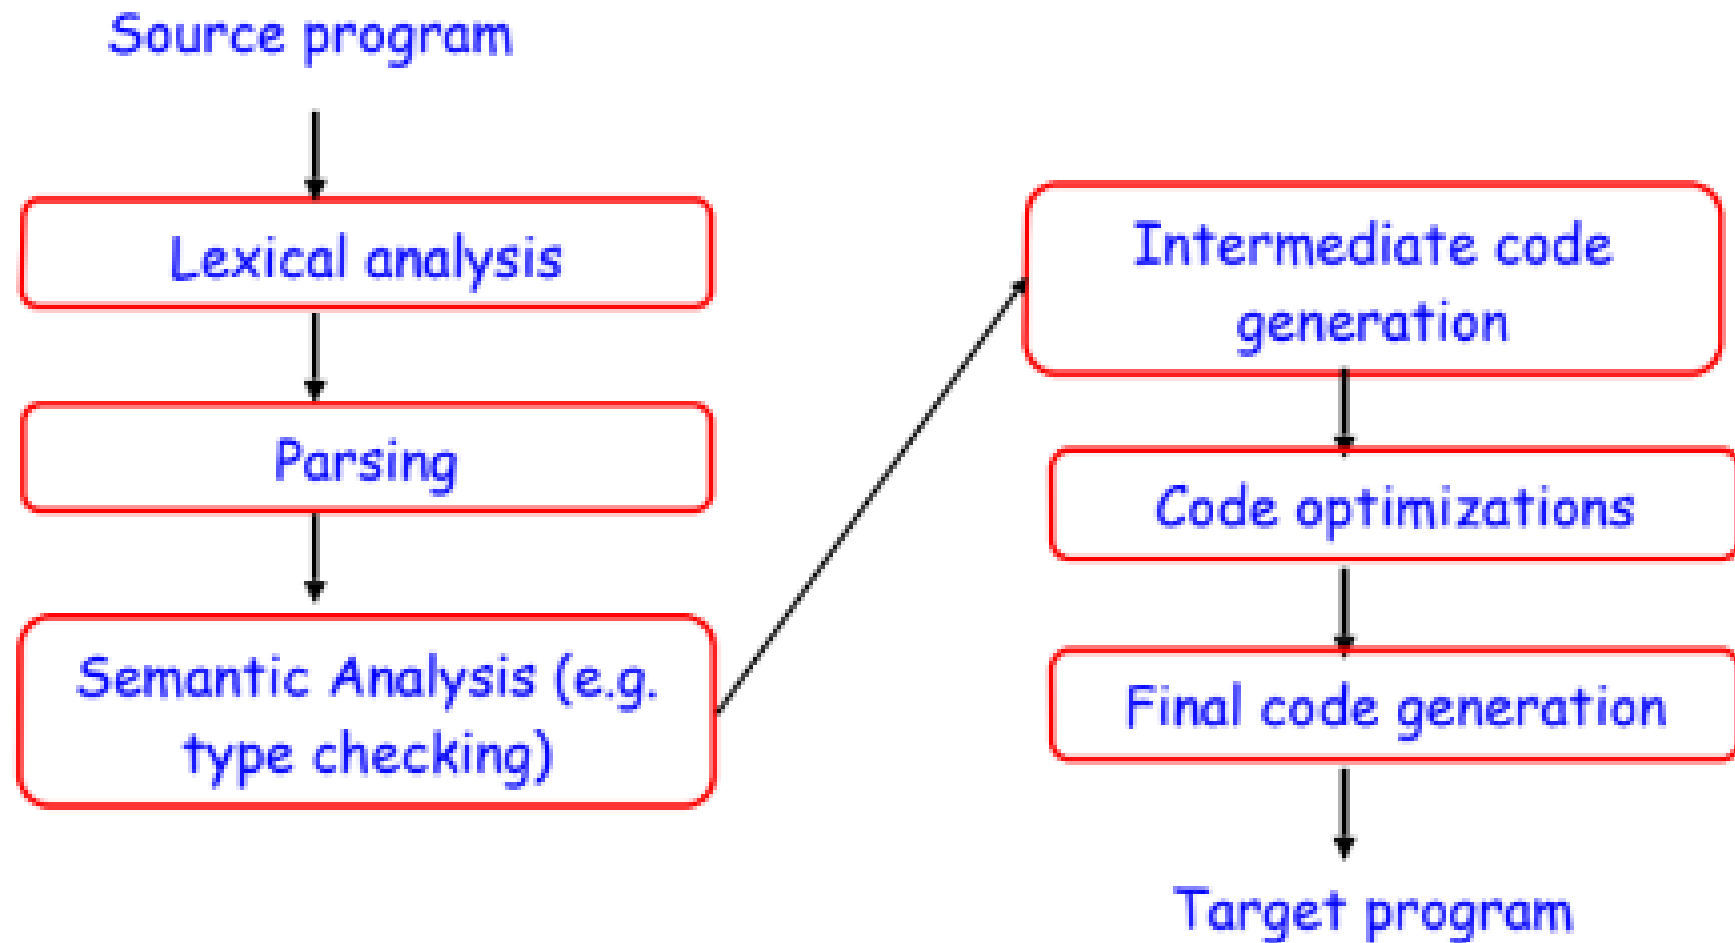 Source program
Lexical analysis
Parsing
Semantic Analysis (e.g.
type checking)
Intermediate code
generation
Code optimizations
Final code generation
Target program